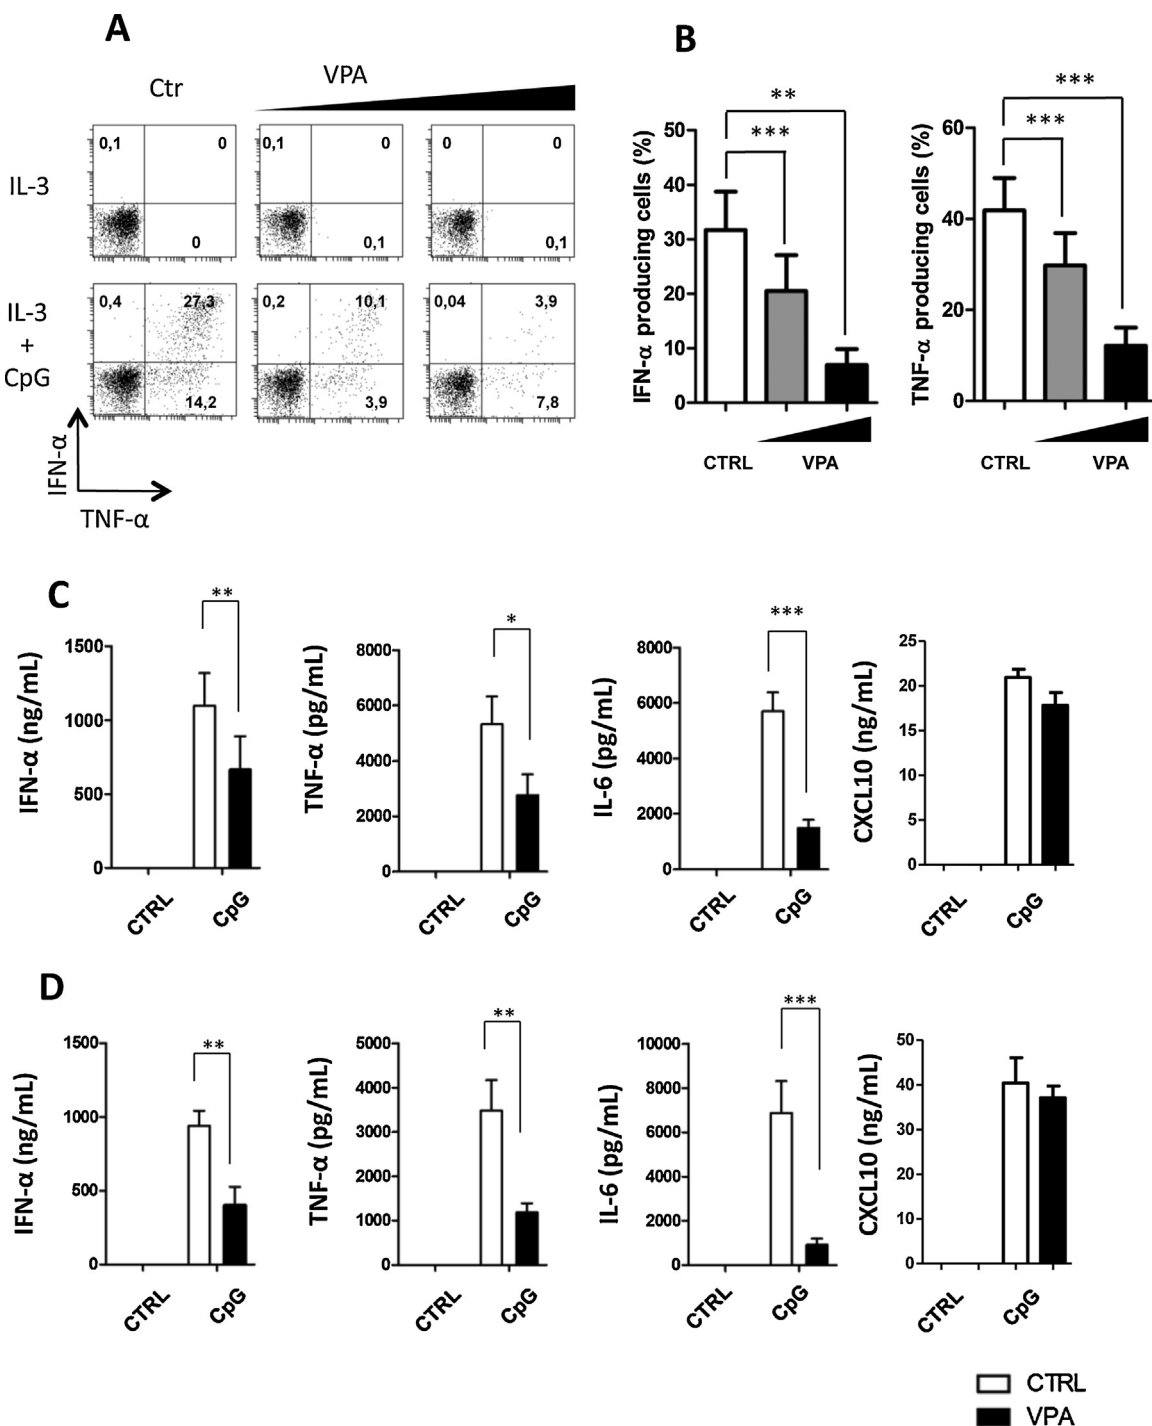 A
Ctr
VPA
IL-3
0,1
0
0
0,1
0
0,1
0
0
0,1
IL-3
+
CpG
0,4
27,3
14,2
0,2
10,1
3,9
0,04
3,9
7,8
IFN-α
TNF-α
B
IFN-α producing cells (%)
50
40
30
20
10
0
**
***
CTRL
VPA
TNF-α producing cells (%)
60
40
20
0
***
***
CTRL
VPA
C
IFN-α (ng/mL)
1500
1000
500
0
**
CTRL
CpG
TNF-α (pg/mL)
8000
6000
4000
2000
0
*
CTRL
CpG
IL-6 (pg/mL)
8000
6000
4000
2000
0
***
CTRL
CpG
CXCL10 (ng/mL)
25
20
15
10
5
0
CTRL
CpG
D
IFN-α (ng/mL)
1500
1000
500
0
**
CTRL
CpG
TNF-α (pg/mL)
5000
4000
3000
2000
1000
0
**
CTRL
CpG
IL-6 (pg/mL)
10000
8000
6000
4000
2000
0
***
CTRL
CpG
CXCL10 (ng/mL)
50
40
30
20
10
0
CTRL
CpG
CTRL
VPA